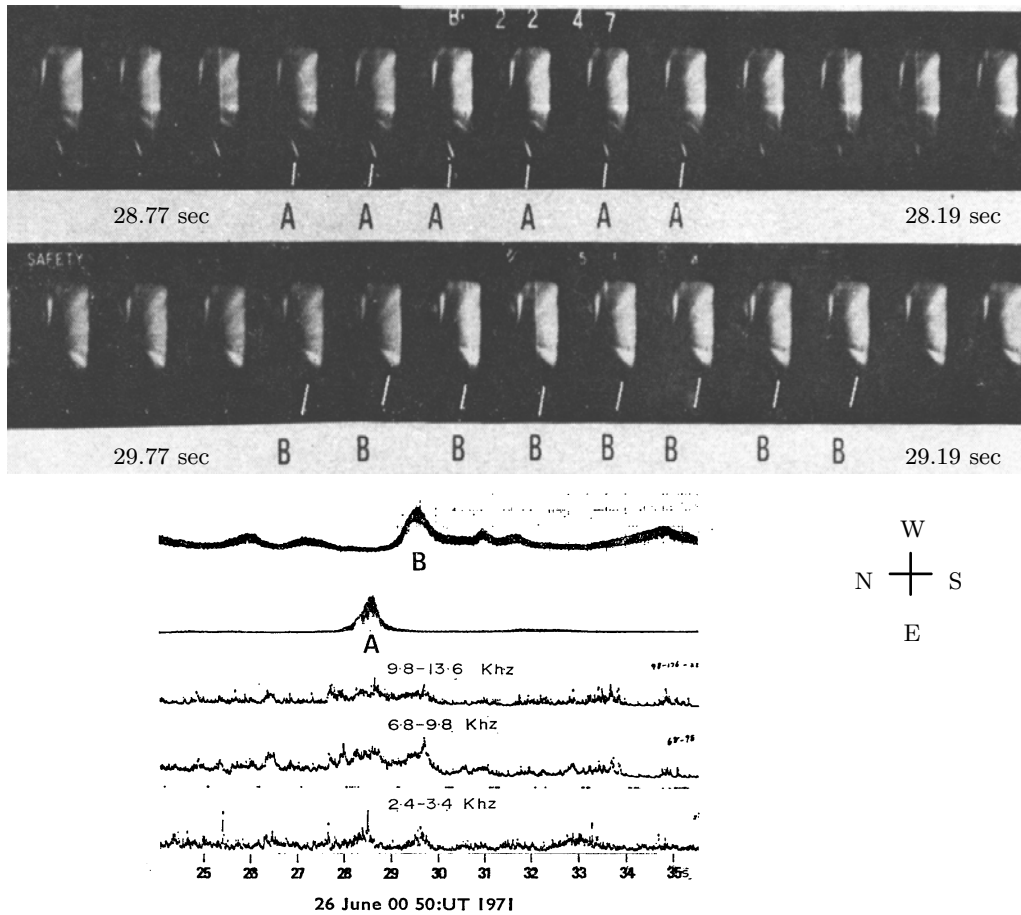 B 2 2 4 7
28.77 sec A A A A A A 28.19 sec
SAFETY
29.77 sec B B B B B B B B 29.19 sec
B
W
N S
E
A
9·8–13·6 Khz
6·8–9·8 Khz
2·4–3·4 Khz
25 26 27 28 29 30 31 32 33 34 35s
26 June 00 50:UT 1971